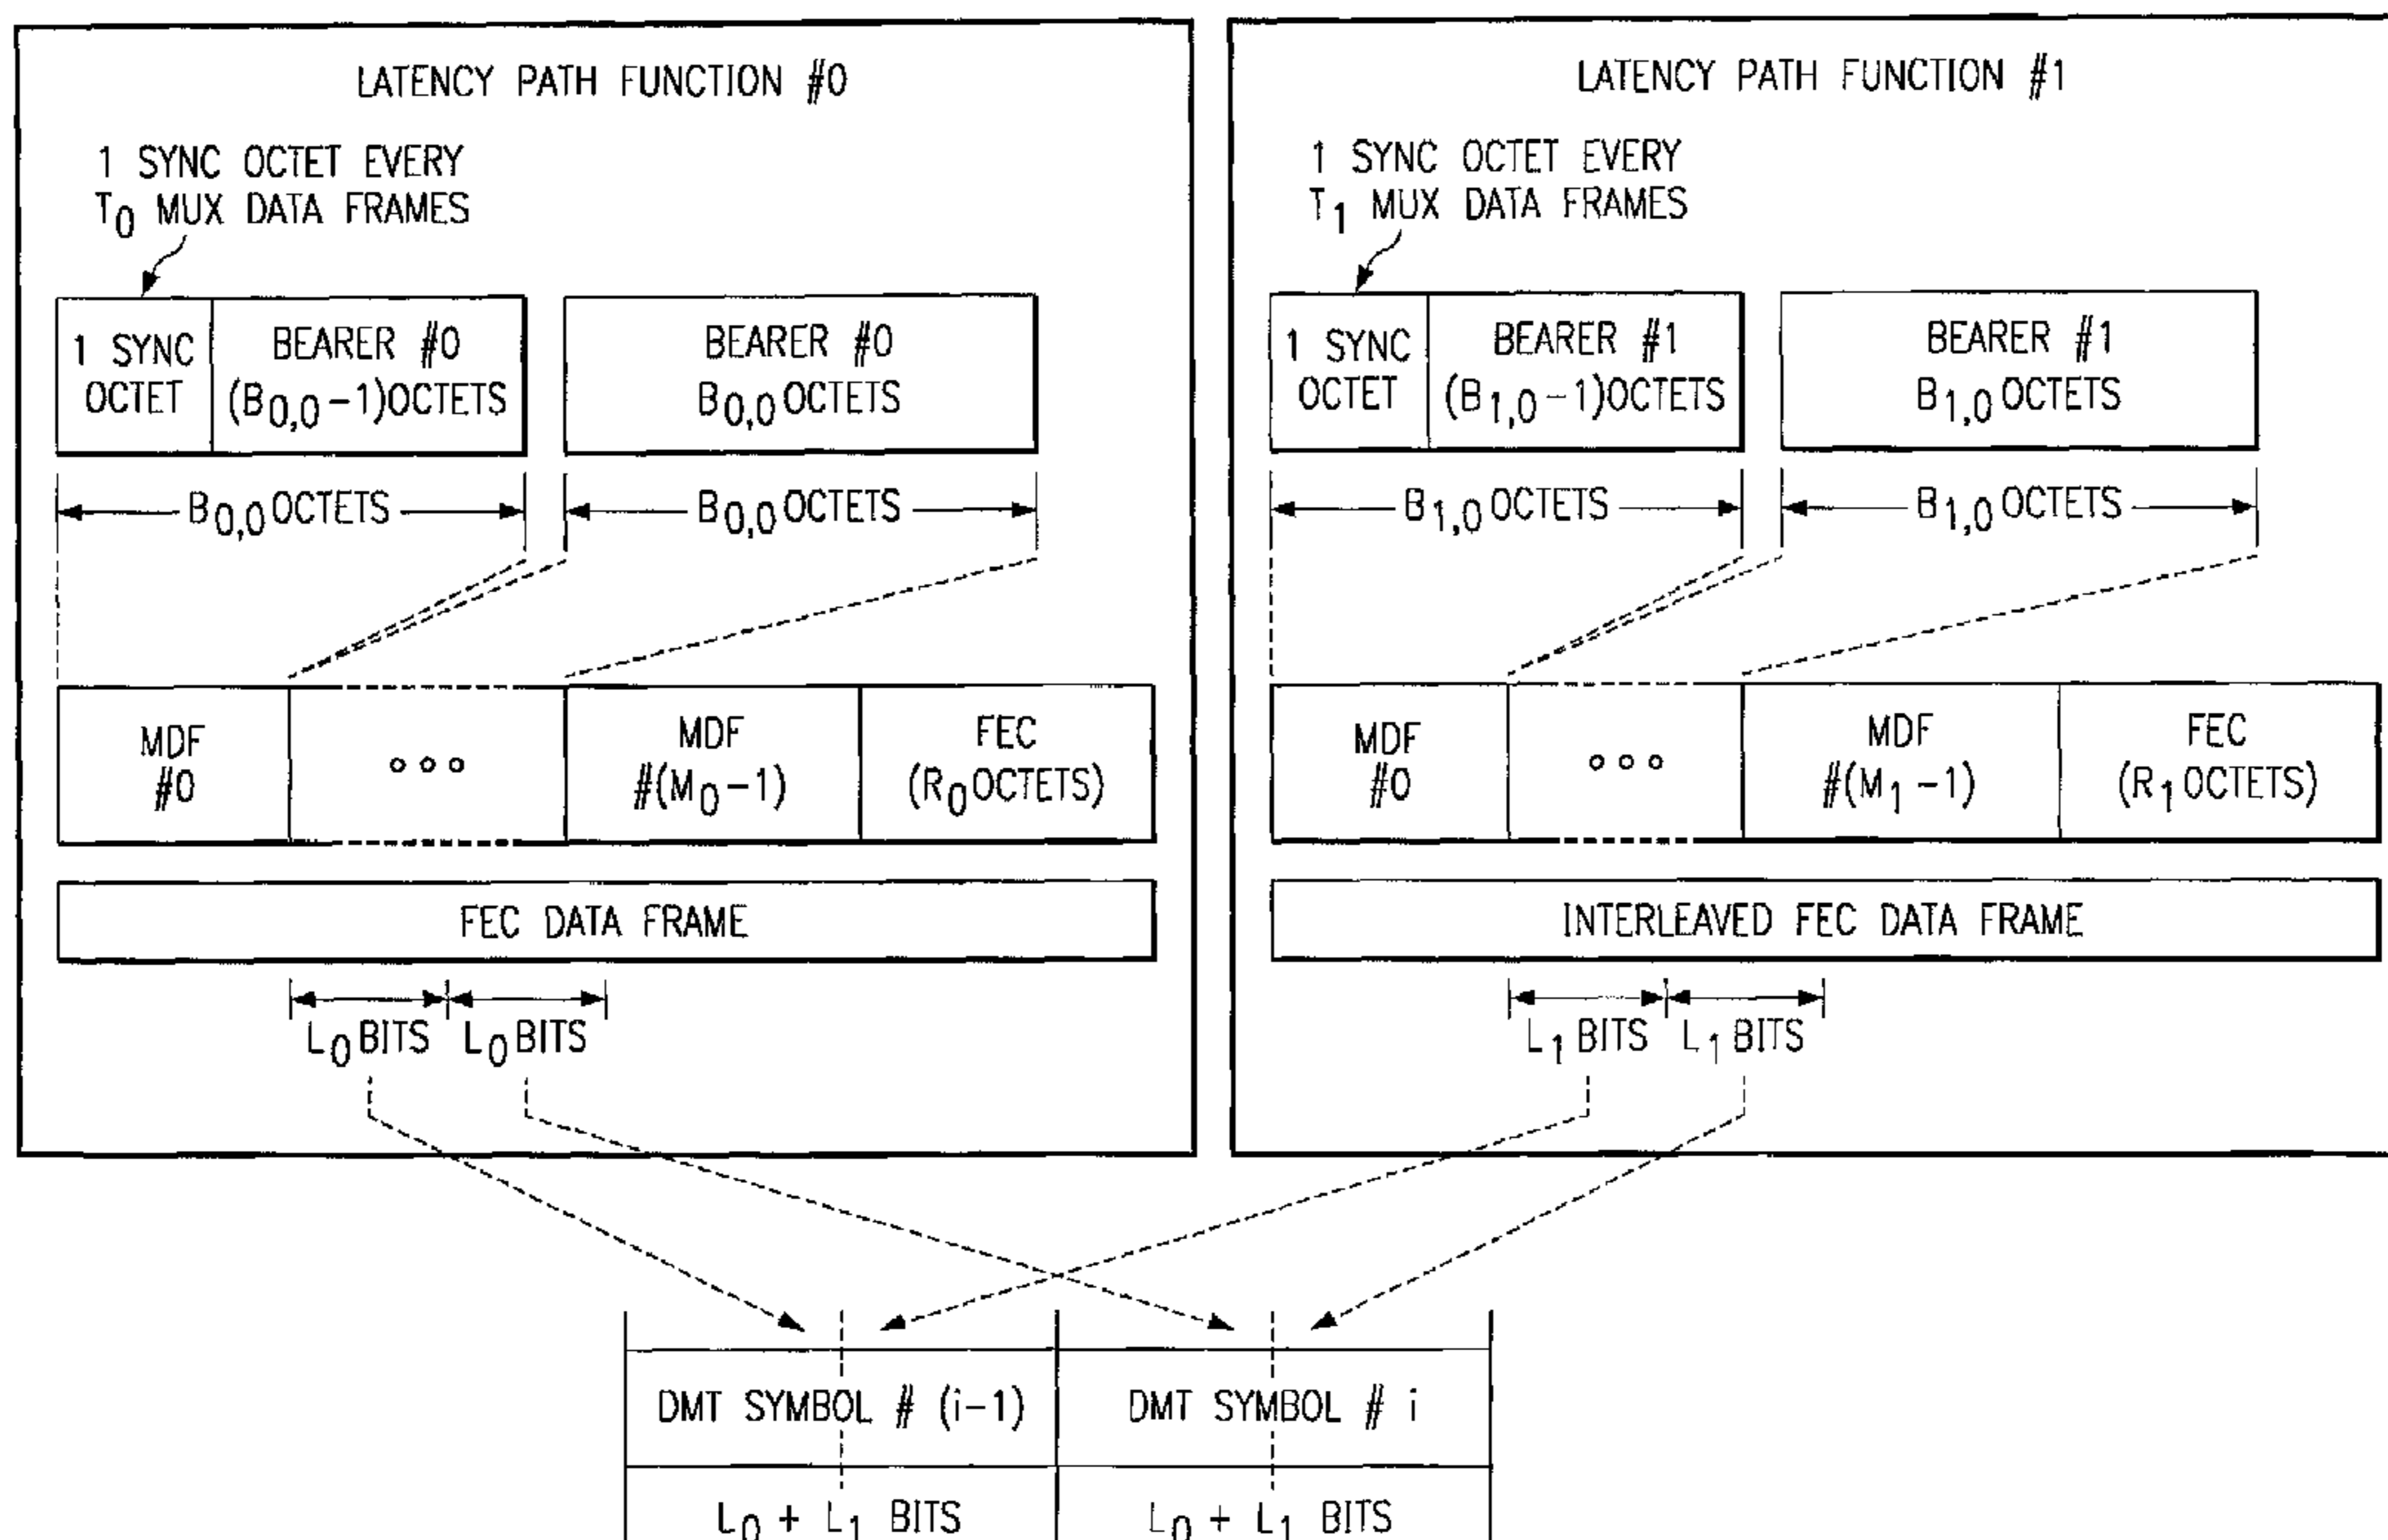 LATENCY PATH FUNCTION #0
1 SYNC OCTET EVERY
T0 MUX DATA FRAMES
1 SYNC
OCTET
BEARER #0
(B0,0-1)OCTETS
BEARER #0
B0,0 OCTETS
B0,0 OCTETS
B0,0 OCTETS
MDF
#0
MDF
#(M0-1)
FEC
(R0 OCTETS)
FEC DATA FRAME
L0 BITS
L0 BITS
LATENCY PATH FUNCTION #1
1 SYNC OCTET EVERY
T1 MUX DATA FRAMES
1 SYNC
OCTET
BEARER #1
(B1,0-1)OCTETS
BEARER #1
B1,0 OCTETS
B1,0 OCTETS
B1,0 OCTETS
MDF
#0
MDF
#(M1-1)
FEC
(R1 OCTETS)
INTERLEAVED FEC DATA FRAME
L1 BITS
L1 BITS
DMT SYMBOL # (i-1)
DMT SYMBOL # i
L0 + L1 BITS
L0 + L1 BITS